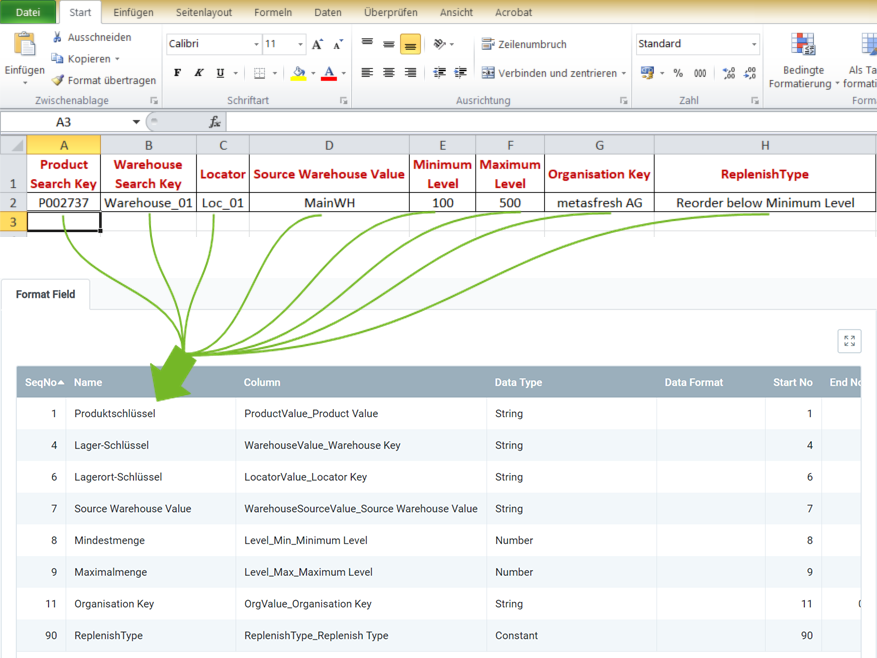 Datei Start Einfügen Seitenlayout Formeln Daten Überprüfen Ansicht Acrobat
Einfügen
Ausschneiden
Kopieren
Format übertragen
Zwischenablage
Calibri 11 A A
F K U A
Schriftart
Zeilenumbruch
Verbinden und zentrieren
Ausrichtung
Standard
% 000
Zahl
Bedingte
Formatierung
Als Ta
formati
Form
A3 fx
A B C D E F G H
1 Product Search Key Warehouse Search Key Locator Source Warehouse Value Minimum Level Maximum Level Organisation Key ReplenishType
2 P002737 Warehouse_01 Loc_01 MainWH 100 500 metasfresh AG Reorder below Minimum Level
3
Format Field
SeqNo Name Column Data Type Data Format Start No End No
1 Produktschlüssel ProductValue_Product Value String 1
4 Lager-Schlüssel WarehouseValue_Warehouse Key String 4
6 Lagerort-Schlüssel LocatorValue_Locator Key String 6
7 Source Warehouse Value WarehouseSourceValue_Source Warehouse Value String 7
8 Mindestmenge Level_Min_Minimum Level Number 8
9 Maximalmenge Level_Max_Maximum Level Number 9
11 Organisation Key OrgValue_Organisation Key String 11
90 ReplenishType ReplenishType_Replenish Type Constant 90